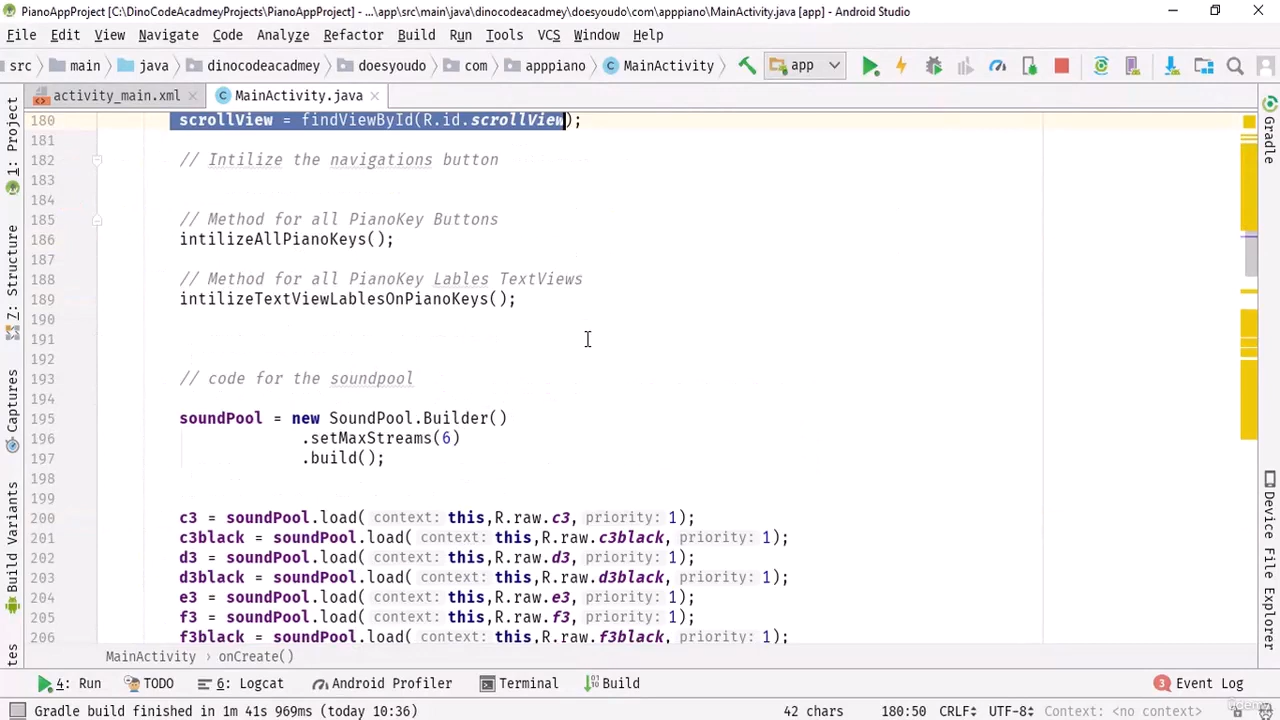 PianoAppProject [C:\DinoCodeAcadmeyProjects\PianoAppProject] - ...\app\src\main\java\dinocodeacadmey\doesyoudo\com\apppiano\MainActivity.java [app] - Android Studio
File Edit View Navigate Code Analyze Refactor Build Run Tools VCS Window Help
src main java dinocodeacadmey doesyoudo com apppiano MainActivity app
activity_main.xml MainActivity.java
180 scrollView = findViewById(R.id.scrollView);
181
182 // Intilize the navigations button
183
184
185 // Method for all PianoKey Buttons
186 intilizeAllPianoKeys();
187
188 // Method for all PianoKey Lables TextViews
189 intilizeTextViewLablesOnPianoKeys();
190
191
192
193 // code for the soundpool
194
195 soundPool = new SoundPool.Builder()
196 .setMaxStreams(6)
197 .build();
198
199
200 c3 = soundPool.load( context: this,R.raw.c3, priority: 1);
201 c3black = soundPool.load( context: this,R.raw.c3black, priority: 1);
202 d3 = soundPool.load( context: this,R.raw.d3, priority: 1);
203 d3black = soundPool.load( context: this,R.raw.d3black, priority: 1);
204 e3 = soundPool.load( context: this,R.raw.e3, priority: 1);
205 f3 = soundPool.load( context: this,R.raw.f3, priority: 1);
206 f3black = soundPool.load( context: this,R.raw.f3black, priority: 1);
1: Project
7: Structure
Captures
Build Variants
tes
Gradle
Device File Explorer
MainActivity › onCreate()
4: Run TODO 6: Logcat Android Profiler Terminal Build 3 Event Log
Gradle build finished in 1m 41s 969ms (today 10:36) 42 chars 180:50 CRLF UTF-8 Context: <no context>
udemy